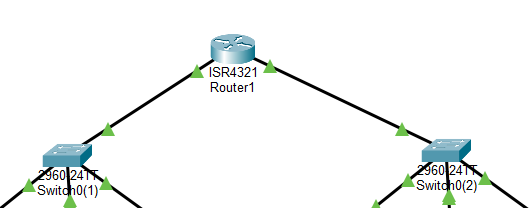 ISR4321
Router1
2960-24TT
Switch0(1)
2960-24TT
Switch0(2)